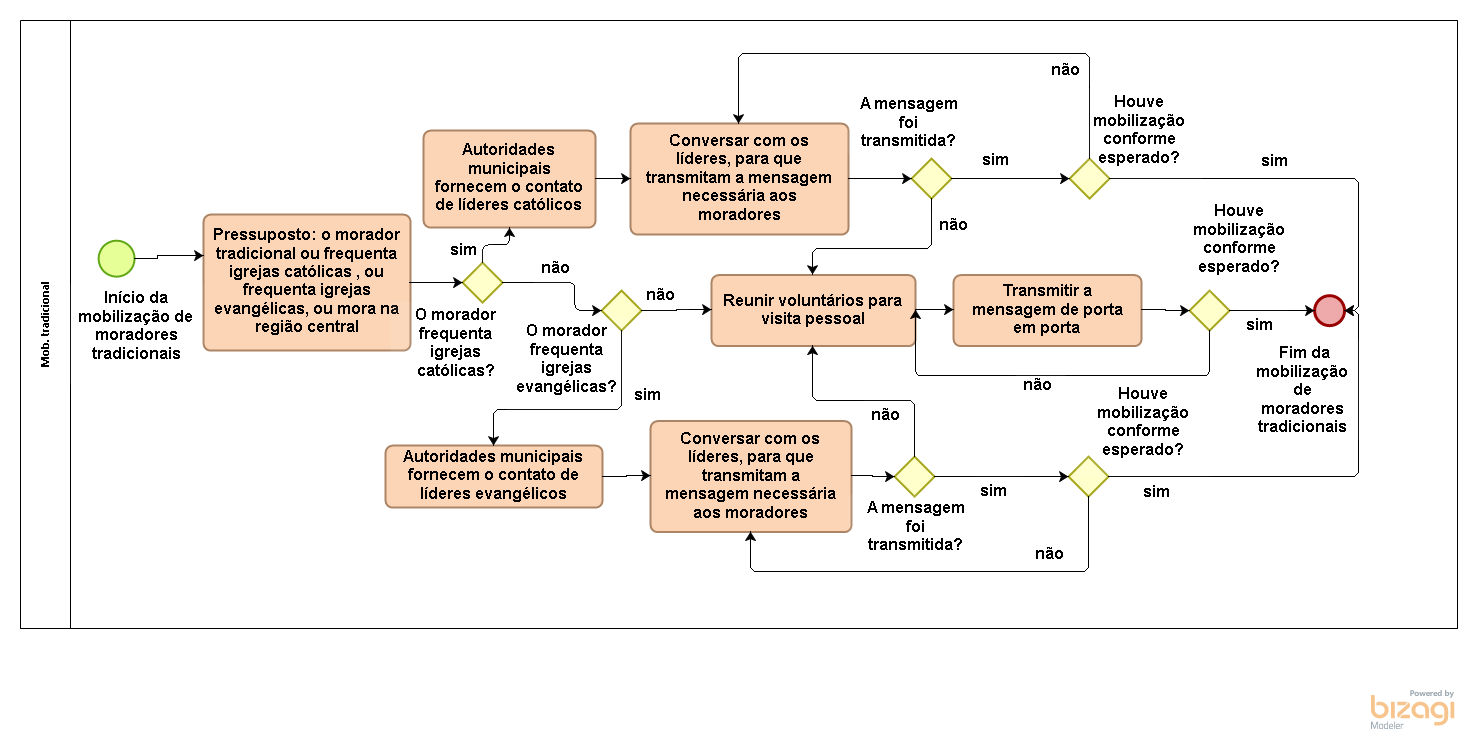 Mob. tradicional
Início da
mobilização de
moradores
tradicionais
Pressuposto: o morador
tradicional ou frequenta
igrejas católicas , ou
frequenta igrejas
evangélicas, ou mora na
região central
O morador
frequenta
igrejas
católicas?
sim
não
Autoridades
municipais
fornecem o contato
de líderes católicos
Conversar com os
líderes, para que
transmitam a mensagem
necessária aos
moradores
A mensagem
foi
transmitida?
sim
não
Houve
mobilização
conforme
esperado?
não
sim
O morador
frequenta
igrejas
evangélicas?
não
sim
Reunir voluntários para
visita pessoal
Transmitir a
mensagem de porta
em porta
Houve
mobilização
conforme
esperado?
sim
não
Fim da
mobilização
de
moradores
tradicionais
Autoridades municipais
fornecem o contato de
líderes evangélicos
Conversar com os
líderes, para que
transmitam a
mensagem necessária
aos moradores
A mensagem
foi
transmitida?
não
sim
Houve
mobilização
conforme
esperado?
sim
não
Powered by
bizagi
Modeler